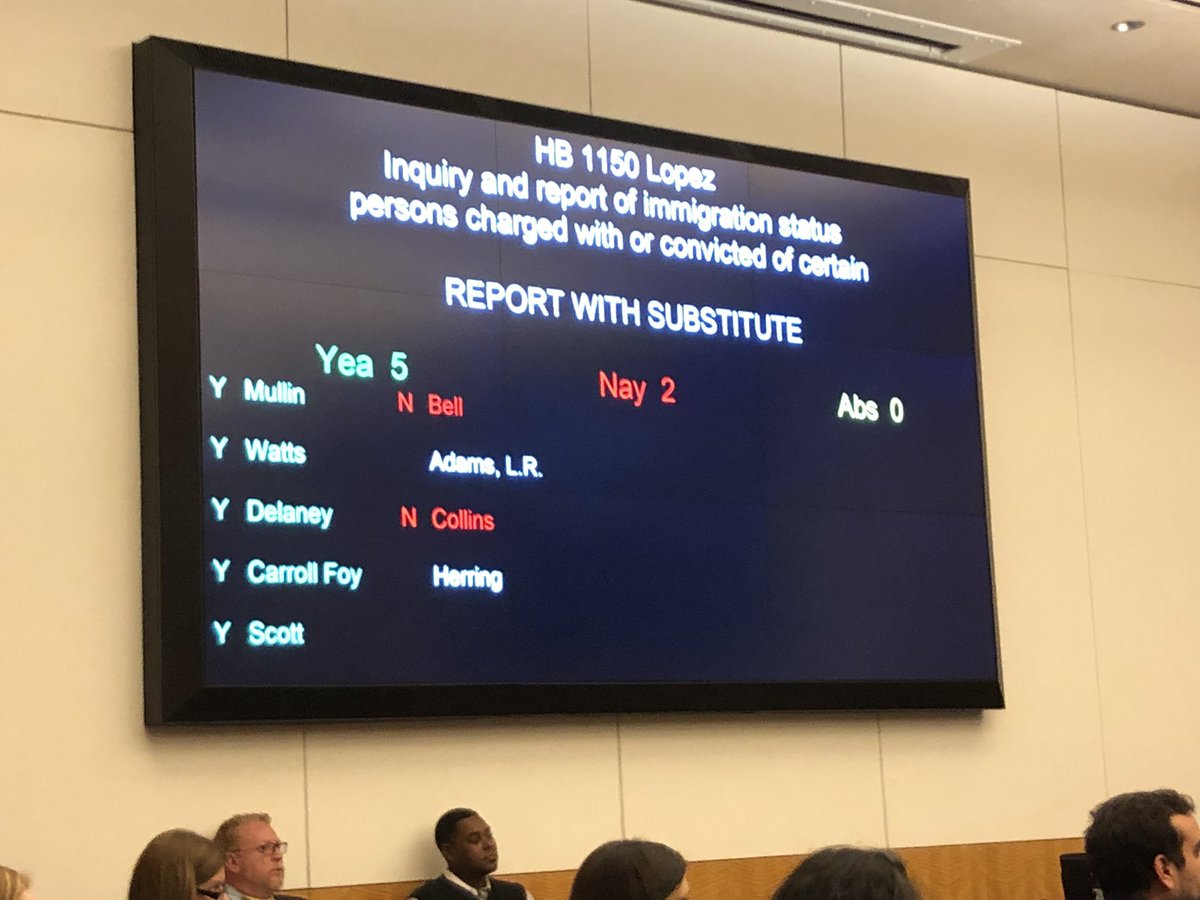 HB 1150 Lopez
Inquiry and report of immigration status
persons charged with or convicted of certain
REPORT WITH SUBSTITUTE
Yea 5 Nay 2 Abs 0
Y Mullin N Bell
Y Watts Adams, L.R.
Y Delaney N Collins
Y Carroll Foy Herring
Y Scott